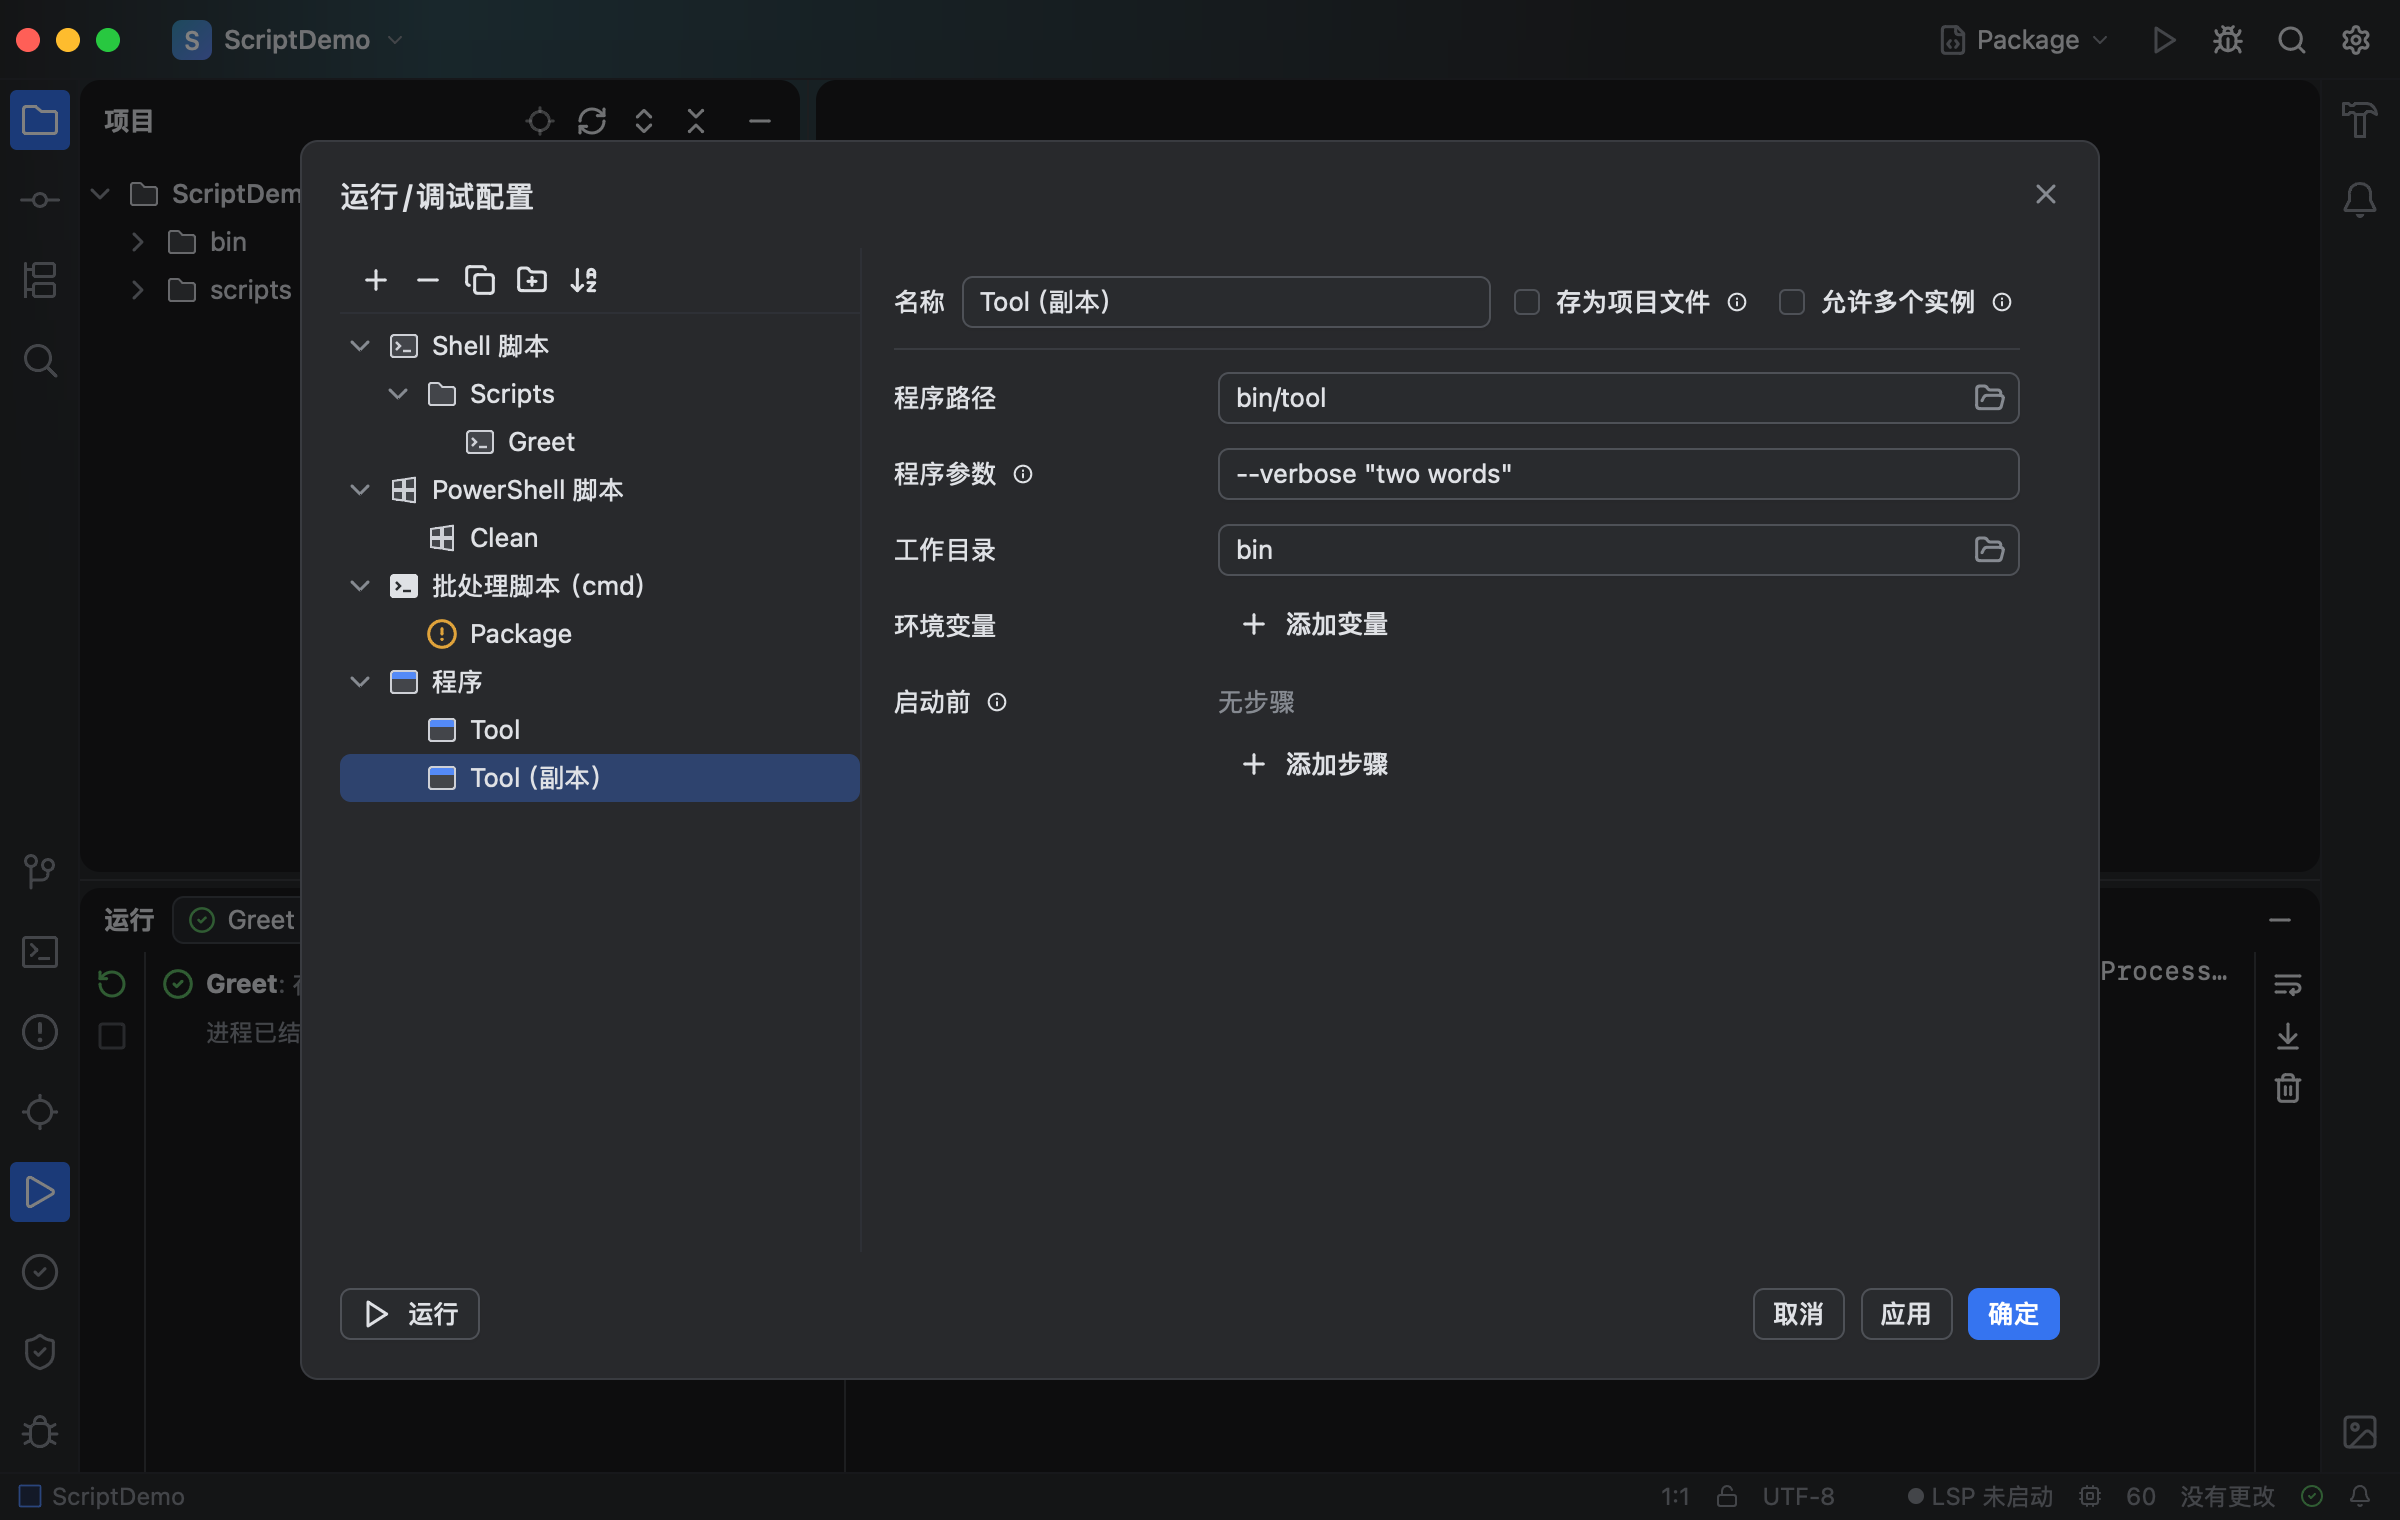 S ScriptDemo
Package
项目
ScriptDem
bin
scripts
运行/调试配置
Shell 脚本
Scripts
Greet
PowerShell 脚本
Clean
批处理脚本 (cmd)
Package
程序
Tool
Tool (副本)
名称 Tool (副本) 存为项目文件 允许多个实例
程序路径 bin/tool
程序参数 --verbose "two words"
工作目录 bin
环境变量 添加变量
启动前 无步骤
添加步骤
运行 取消 应用 确定
运行 Greet
Greet:
进程已结
Process…
ScriptDemo 1:1 UTF-8 LSP 未启动 60 没有更改